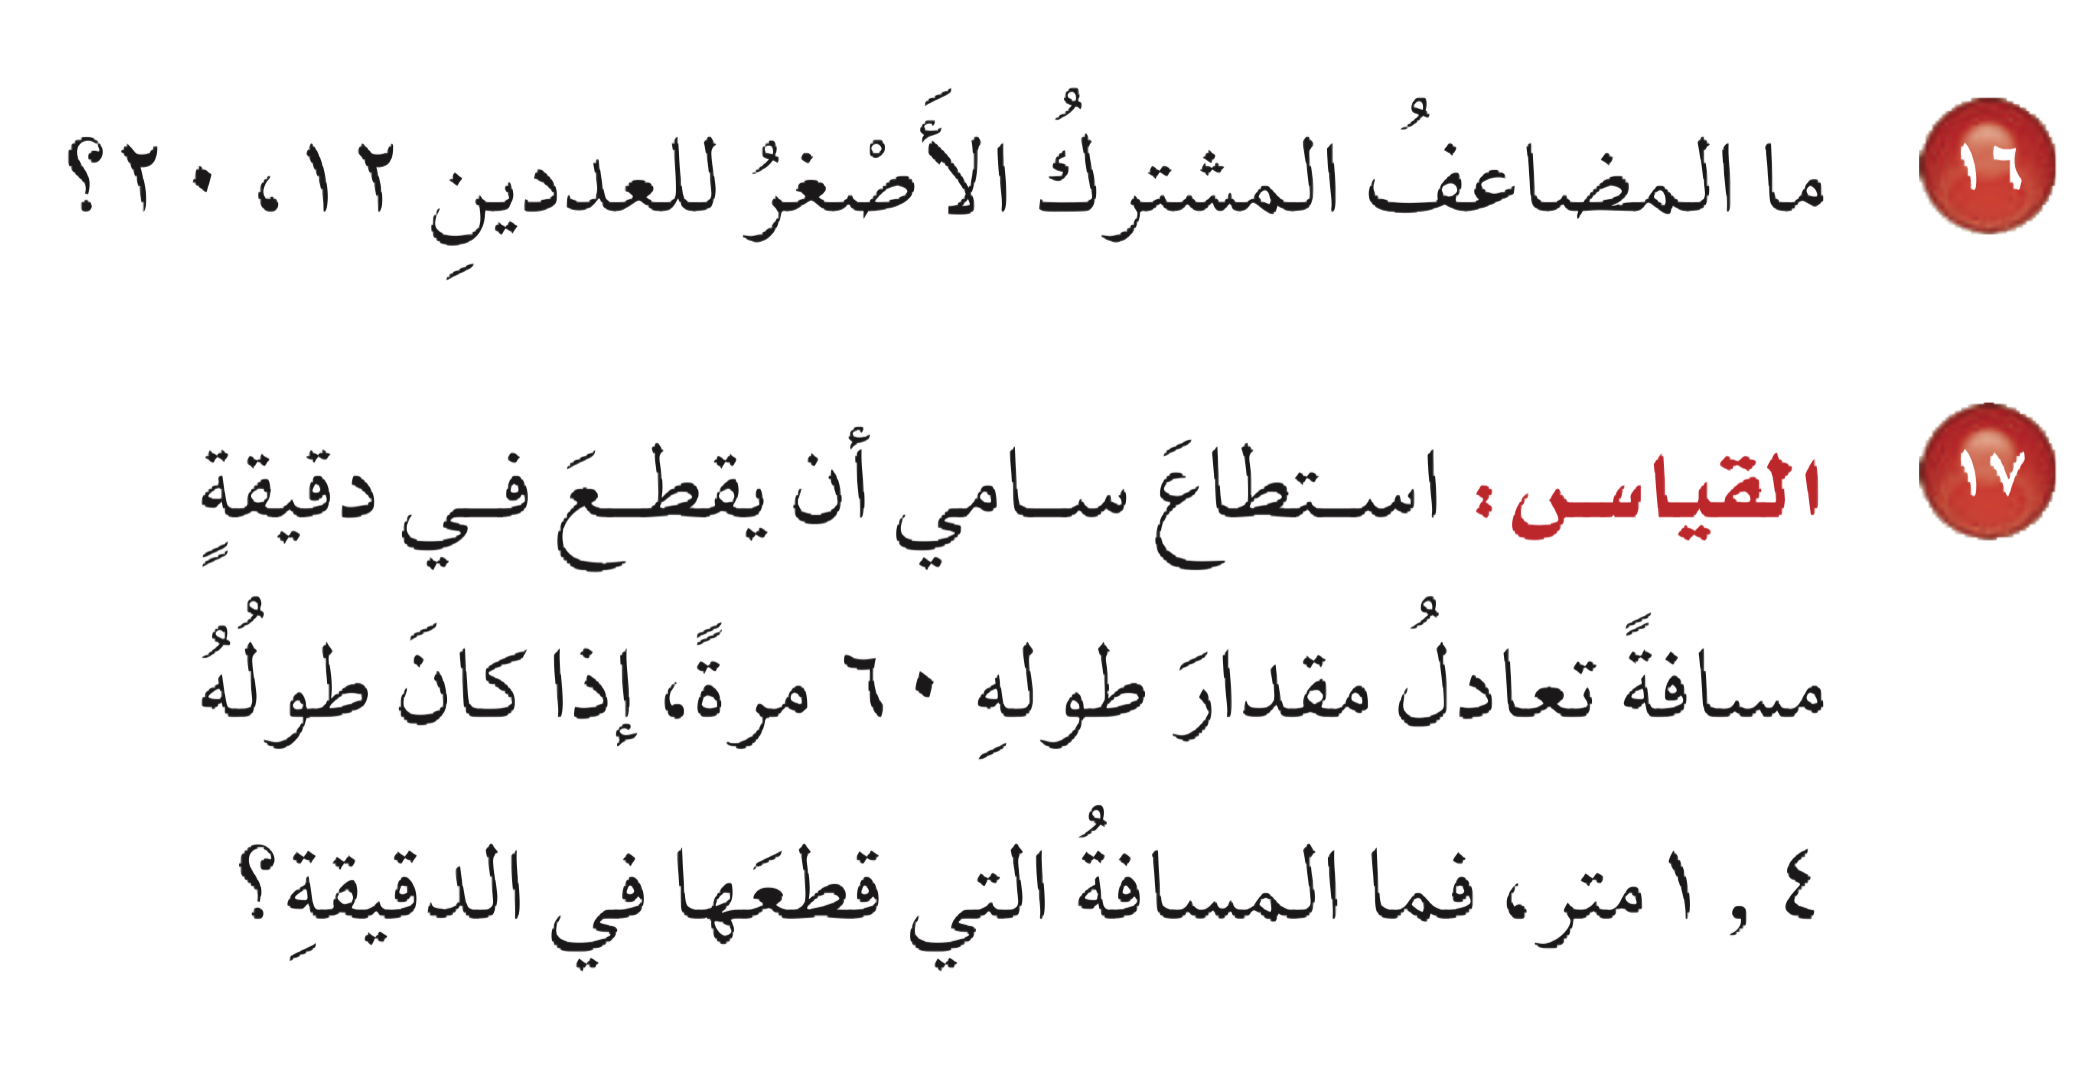 ١٦ ما المضاعفُ المشتركُ الأَصْغرُ للعددينِ ١٢، ٢٠؟
١٧ القياس: استطاعَ سامي أن يقطعَ في دقيقةٍ
مسافةً تعادلُ مقدارَ طولهِ ٦٠ مرةً، إذا كانَ طولُهُ
١,٤ متر، فما المسافةُ التي قطعَها في الدقيقةِ؟